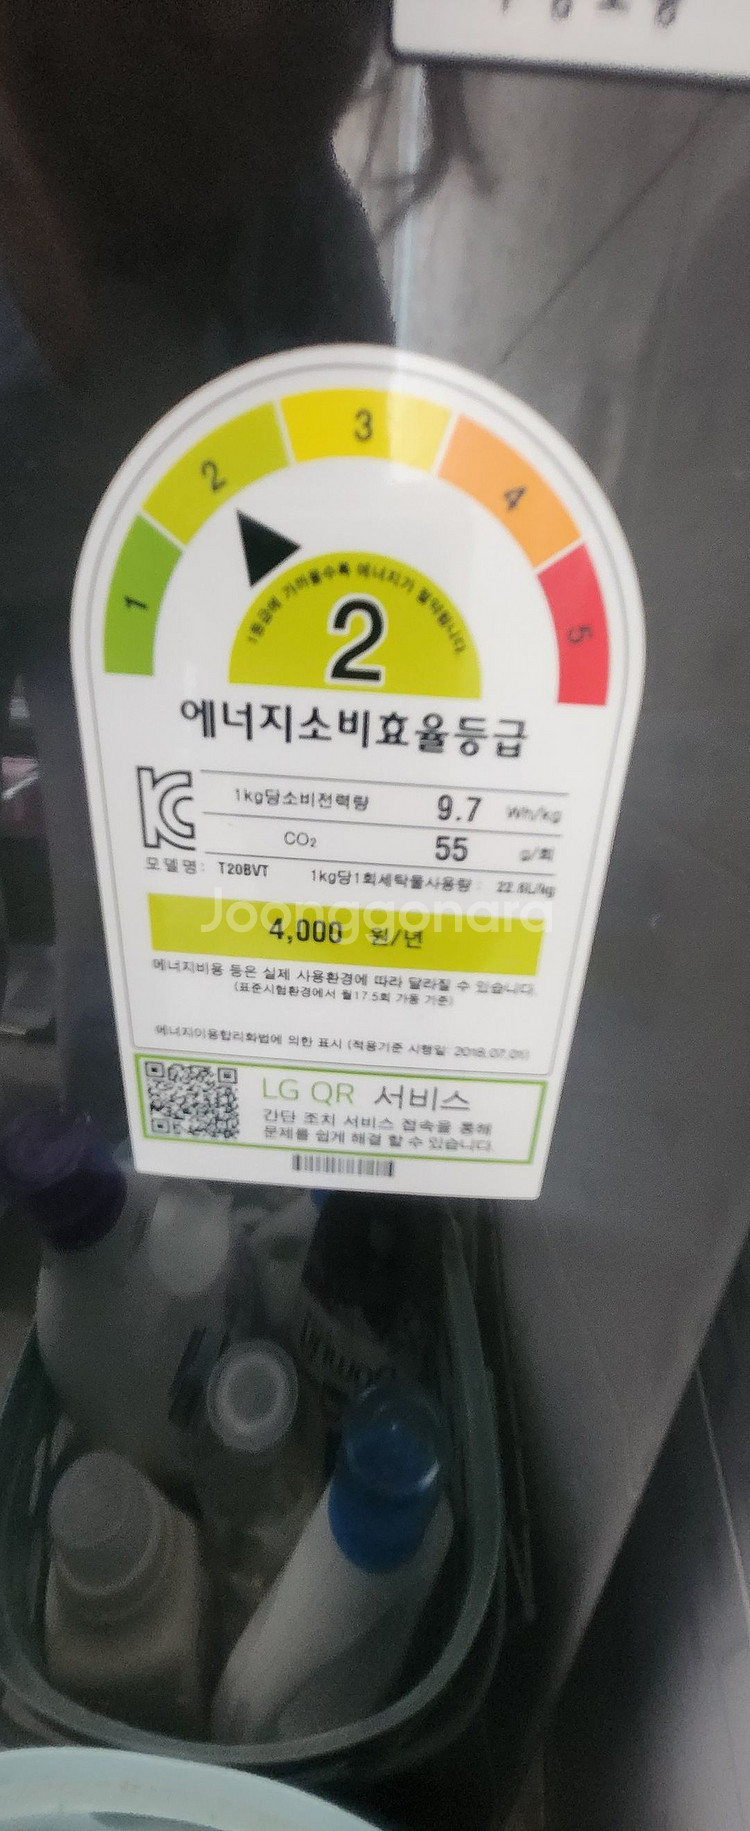 3
2
4
1
5
1등급에 가까울수록 에너지가 절약됩니다.
2
에너지소비효율등급
1kg당소비전력량 9.7 Wh/kg
CO₂ 55 g/회
모델명: T20BVT 1kg당1회세탁물사용량: 22.6L/kg
Joonggonara
4,000 원/년
에너지비용 등은 실제 사용환경에 따라 달라질 수 있습니다.
(표준시험환경에서 월17.5회 가동 기준)
에너지이용합리화법에 의한 표시 (적용기준 시행일: 2018.07.01)
LG QR 서비스
간단 조치 서비스 접속을 통해
문제를 쉽게 해결 할 수 있습니다.